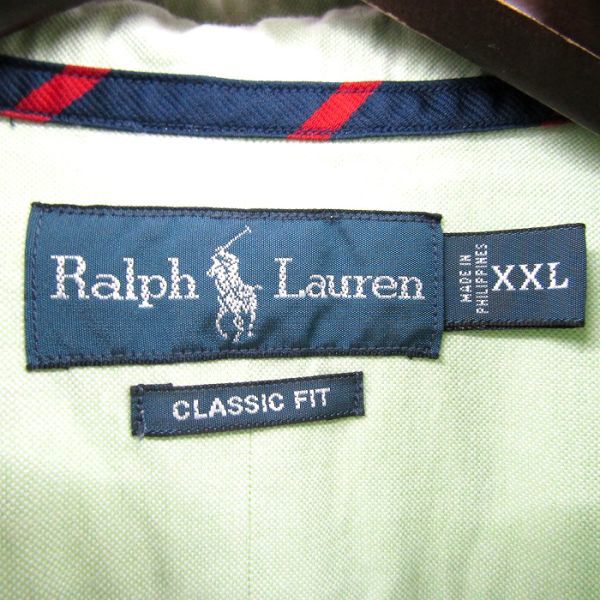 Ralph Lauren
MADE IN
PHILIPPINES
XXL
CLASSIC FIT